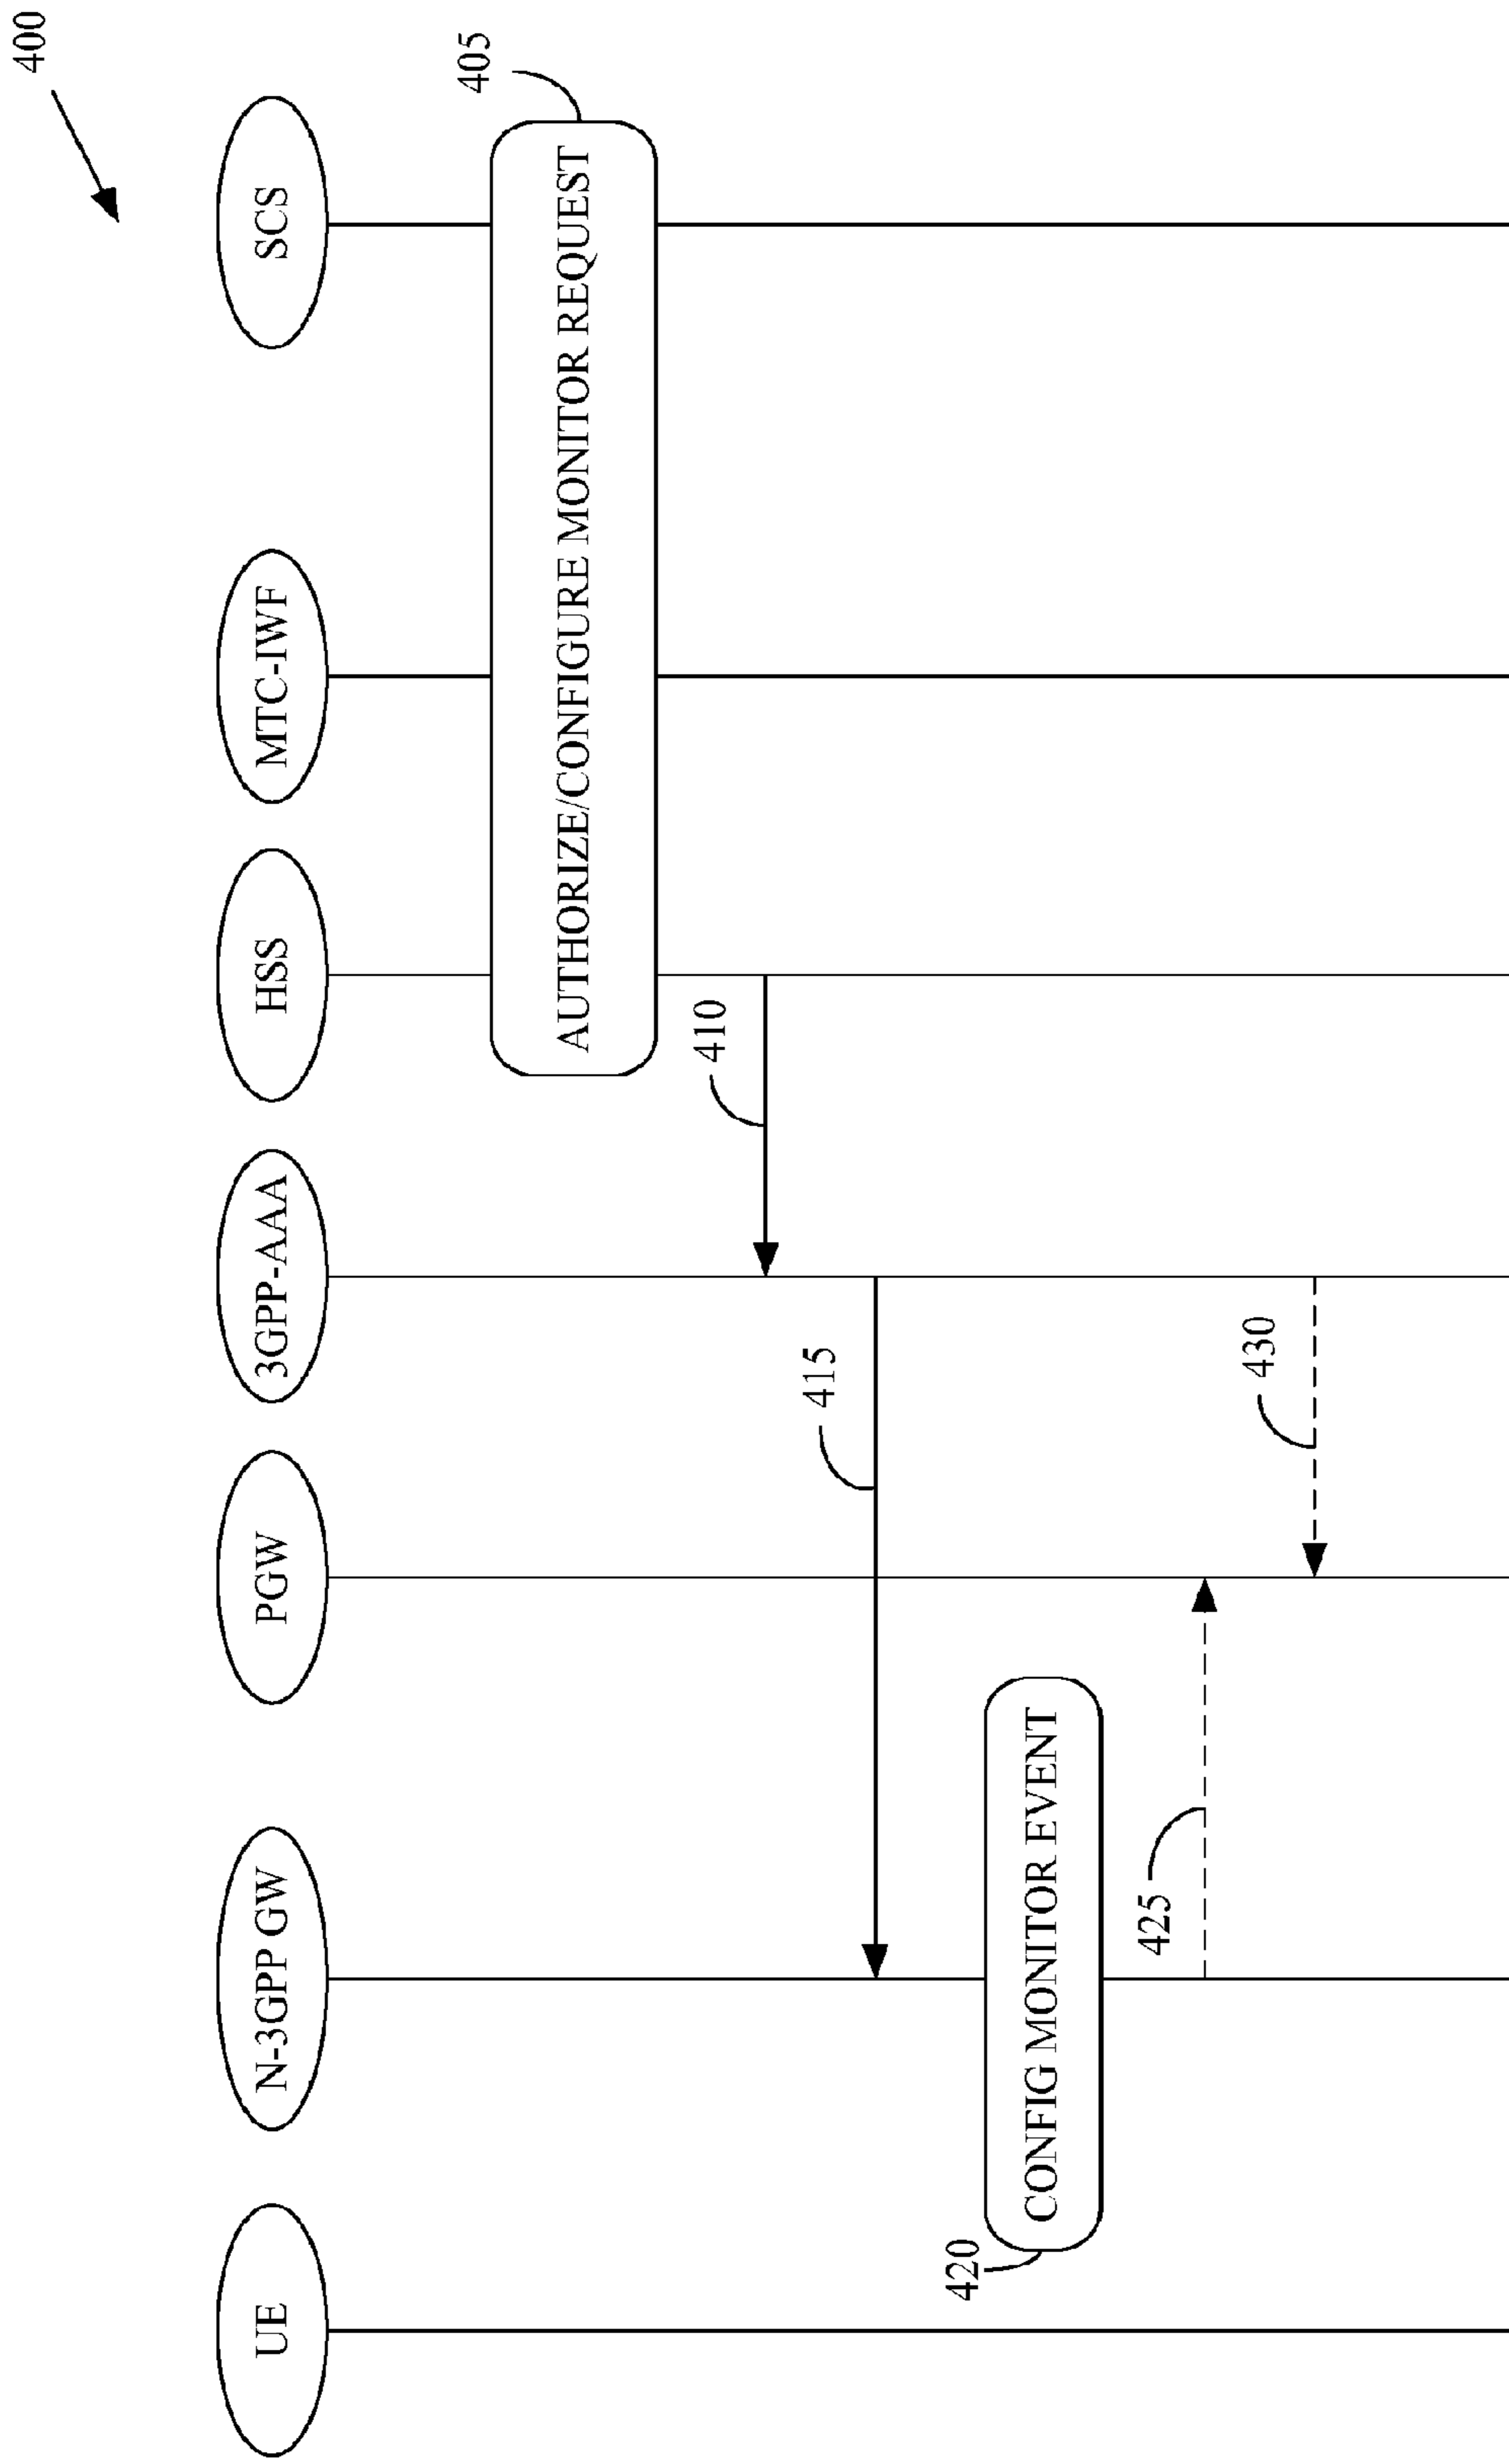 400
UE
N-3GPP GW
PGW
3GPP-AAA
HSS
MTC-IWF
SCS
405
AUTHORIZE/CONFIGURE MONITOR REQUEST
410
415
420
CONFIG MONITOR EVENT
425
430